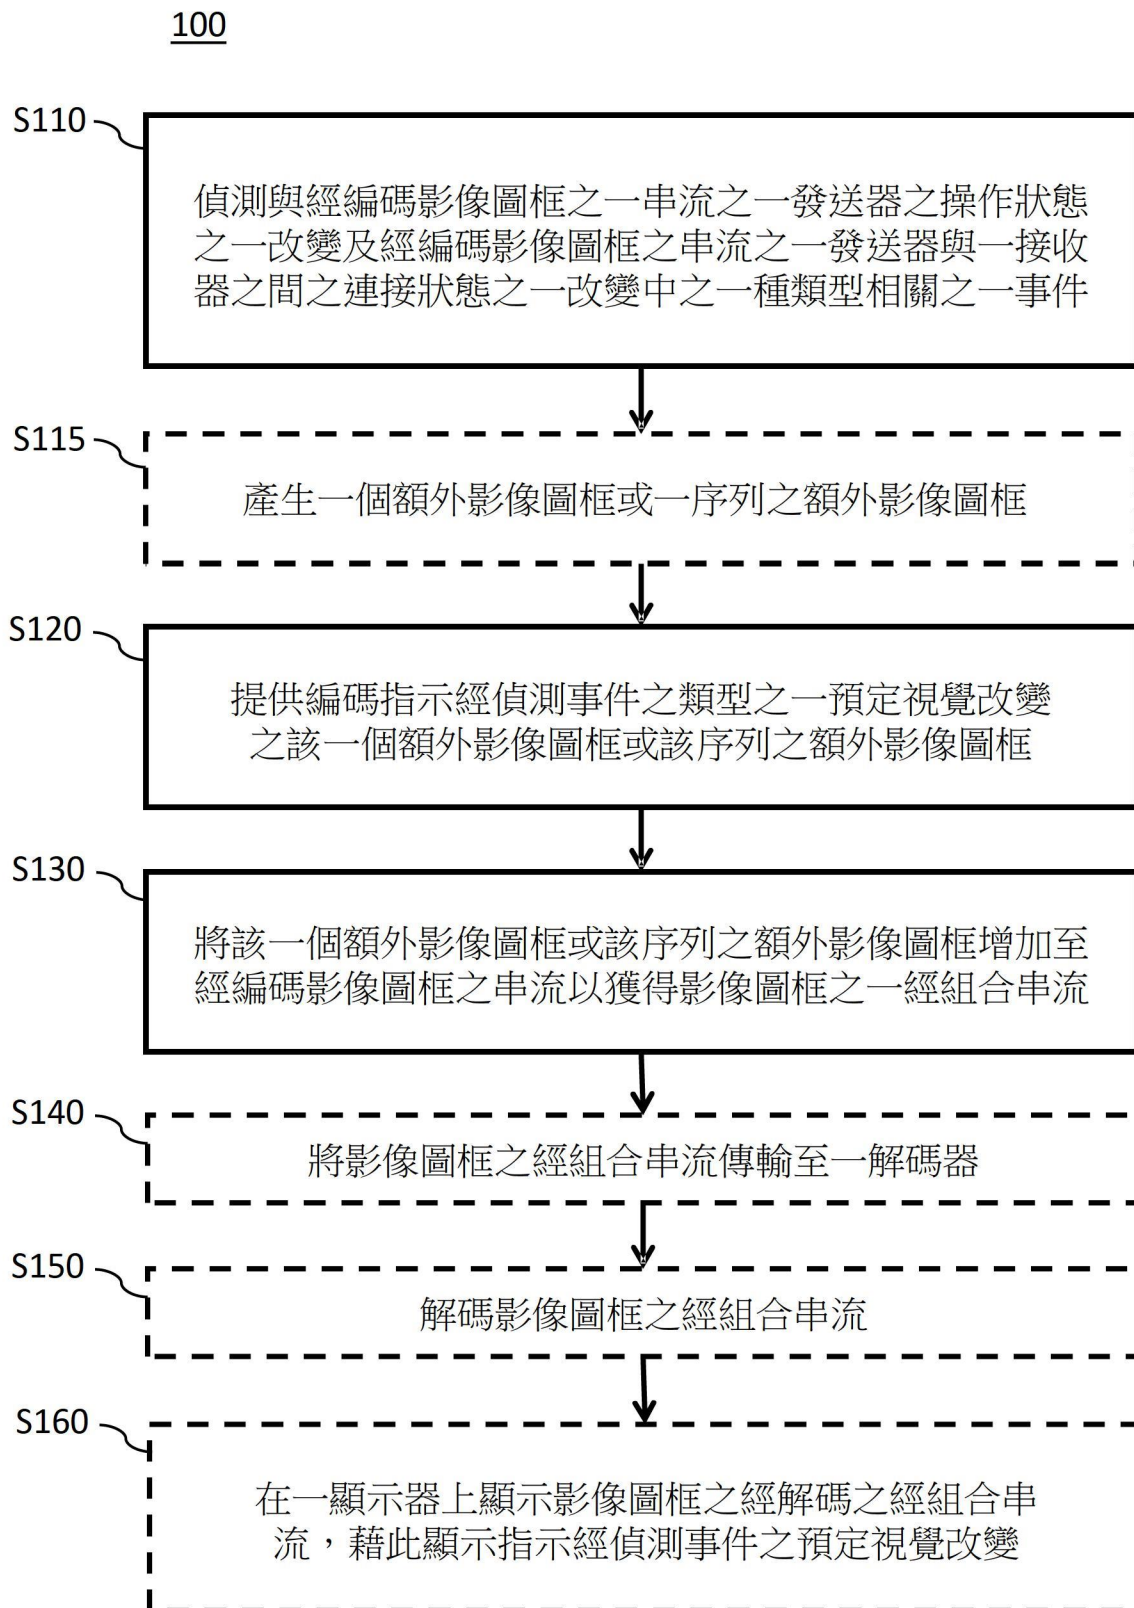 100
S110
偵測與經編碼影像圖框之一串流之一發送器之操作狀態
之一改變及經編碼影像圖框之串流之一發送器與一接收
器之間之連接狀態之一改變中之一種類型相關之一事件
S115
產生一個額外影像圖框或一序列之額外影像圖框
S120
提供編碼指示經偵測事件之類型之一預定視覺改變
之該一個額外影像圖框或該序列之額外影像圖框
S130
將該一個額外影像圖框或該序列之額外影像圖框增加至
經編碼影像圖框之串流以獲得影像圖框之一經組合串流
S140
將影像圖框之經組合串流傳輸至一解碼器
S150
解碼影像圖框之經組合串流
S160
在一顯示器上顯示影像圖框之經解碼之經組合串
流，藉此顯示指示經偵測事件之預定視覺改變